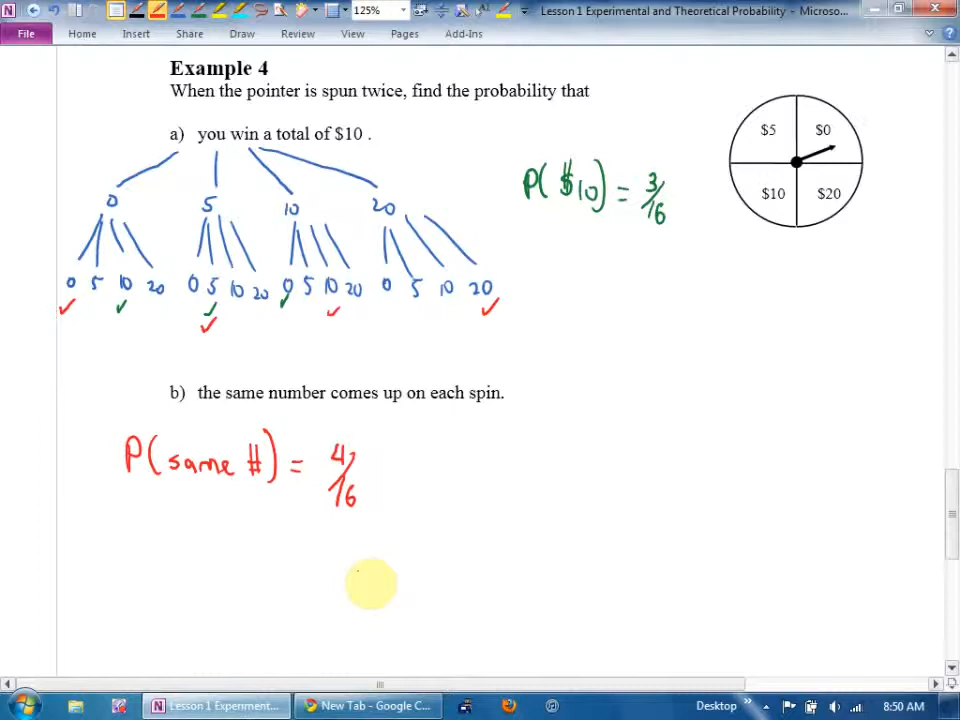 125%
Lesson 1 Experimental and Theoretical Probability - Microso...
File Home Insert Share Draw Review View Pages Add-Ins
Example 4
When the pointer is spun twice, find the probability that
a) you win a total of $10 .
$5 $0
$10 $20
P($10) = 3/16
0 5 10 20
0 5 10 20 0 5 10 20 0 5 10 20 0 5 10 20
b) the same number comes up on each spin.
P(same #) = 4/16
Lesson 1 Experiment... New Tab - Google C... Desktop 8:50 AM